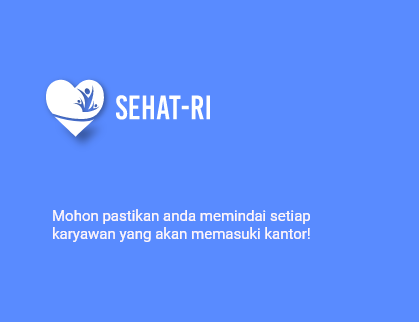 SEHAT-RI
Mohon pastikan anda memindai setiap
karyawan yang akan memasuki kantor!